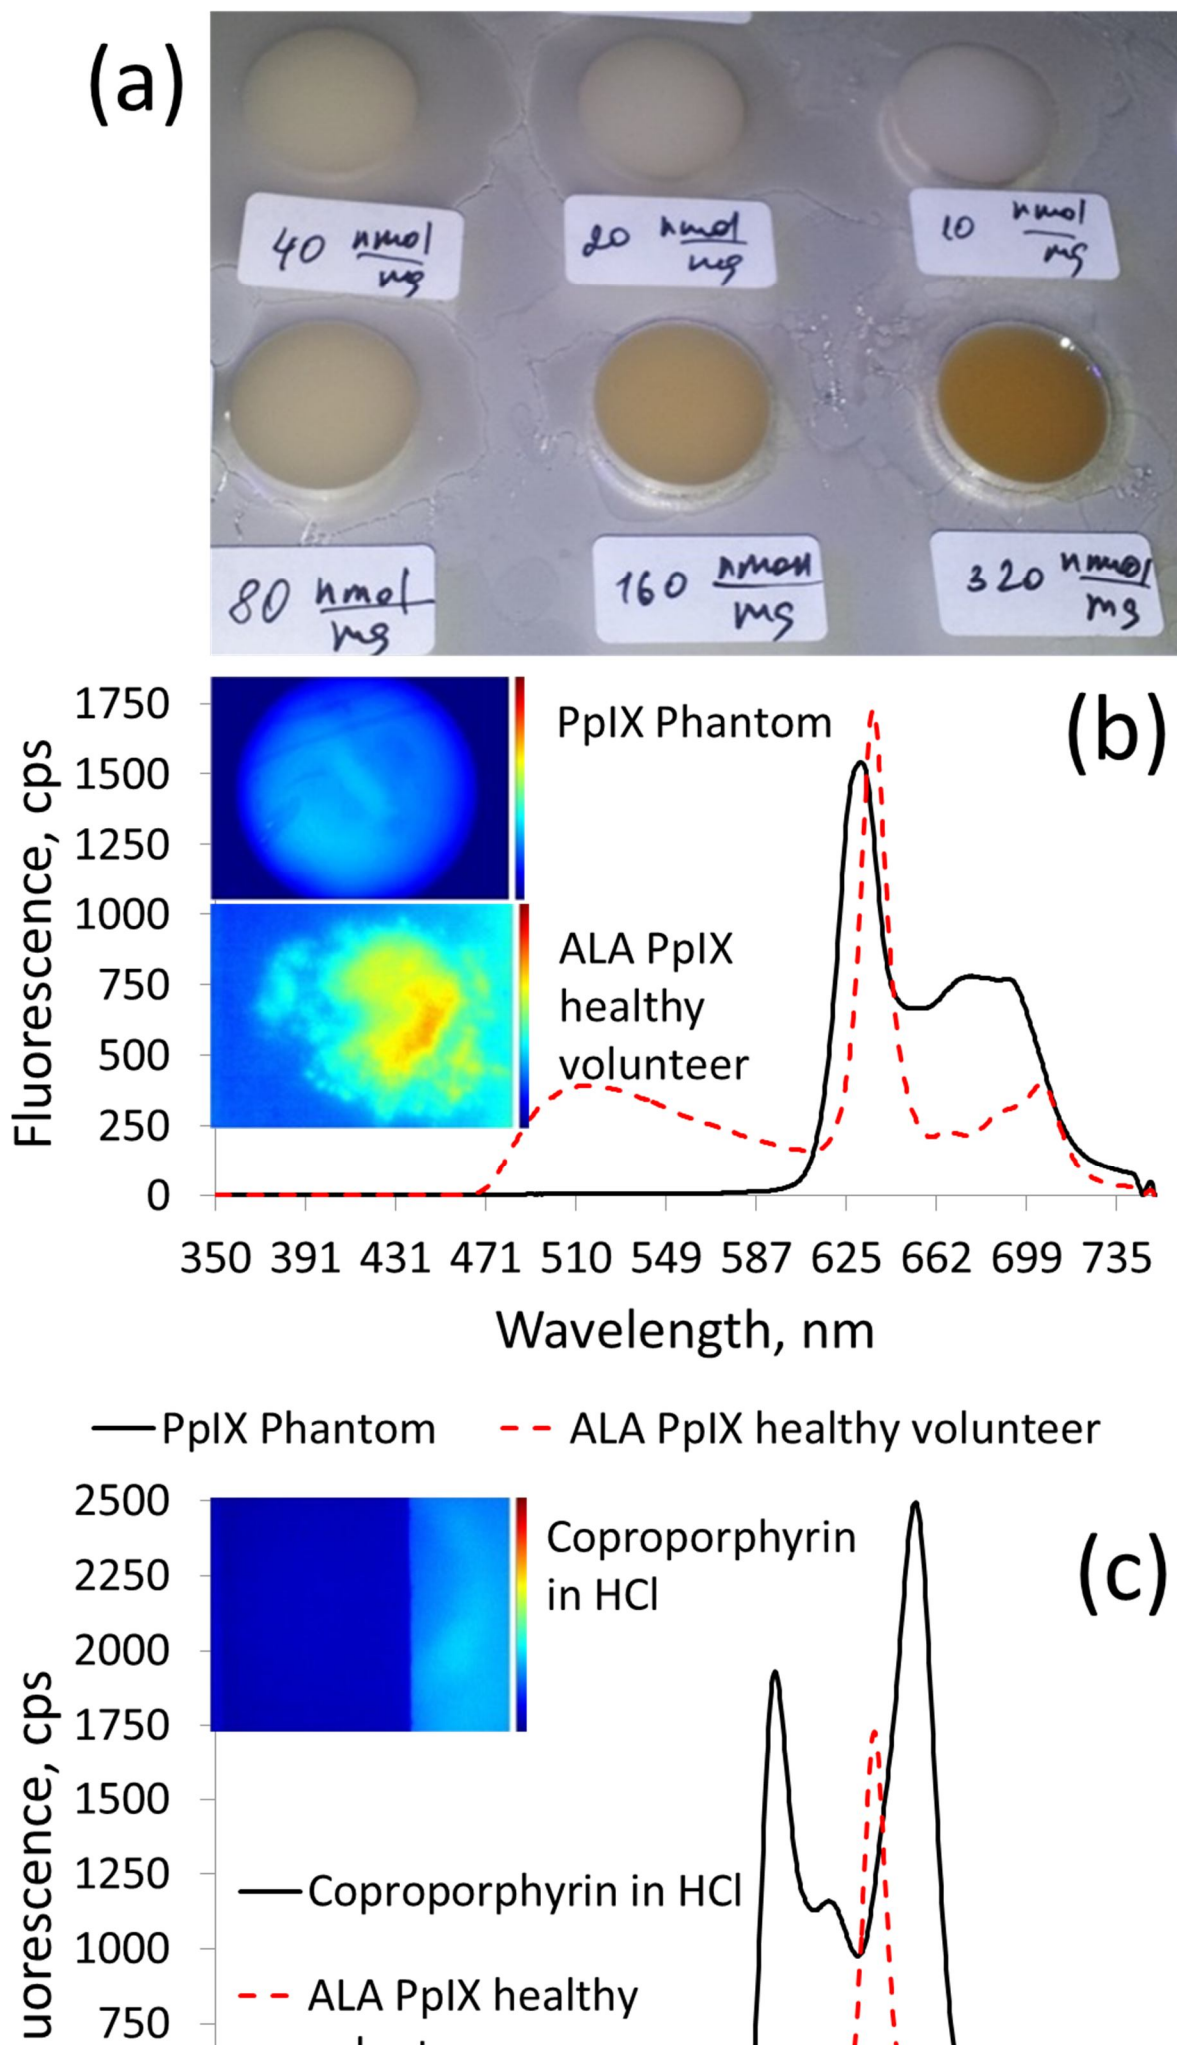 (a)
40 nmol
mg
20 nmol
mg
10 nmol
mg
80 nmol
mg
160
mg
320 nmol
mg
(b)
PpIX Phantom
ALA PpIX
healthy
volunteer
Fluorescence, cps
1750
1500
1250
1000
750
500
250
0
350 391 431 471 510 549 587 625 662 699 735
Wavelength, nm
PpIX Phantom ALA PpIX healthy volunteer
(c)
Coproporphyrin
in HCl
uorescence, cps
2500
2250
2000
1750
1500
1250
1000
750
Coproporphyrin in HCl
ALA PpIX healthy